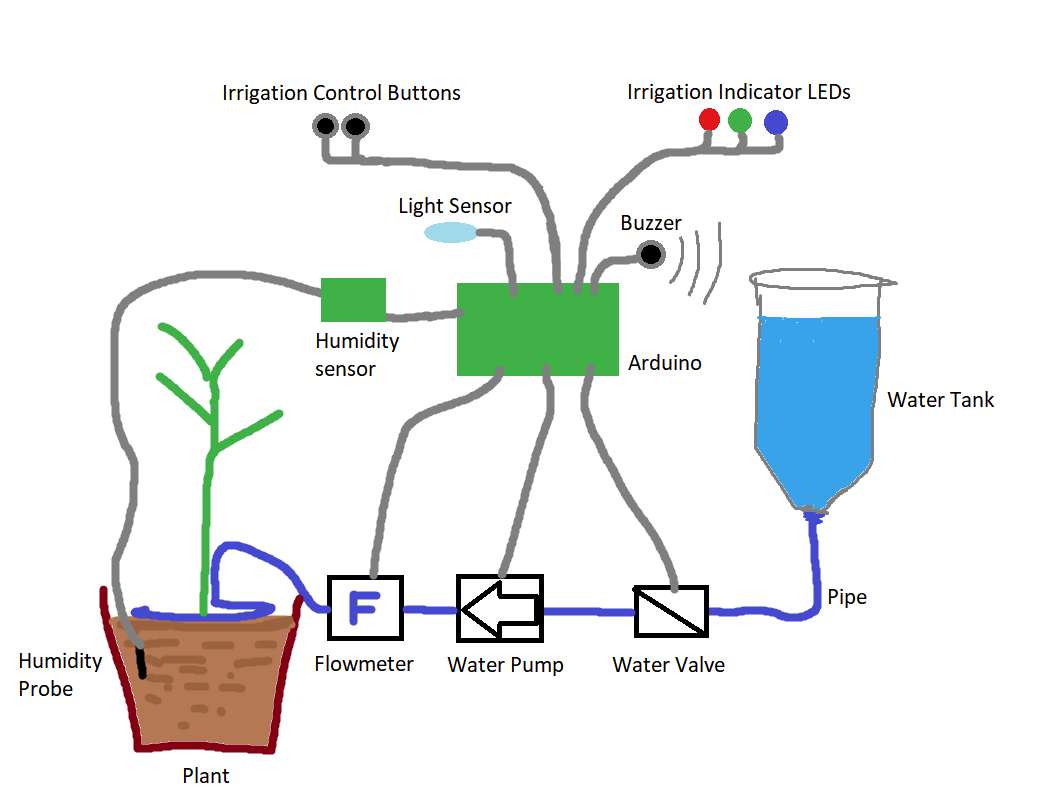 Irrigation Control Buttons
Irrigation Indicator LEDs
Light Sensor
Buzzer
Humidity
sensor
Arduino
Water Tank
Pipe
F
Flowmeter
Water Pump
Water Valve
Humidity
Probe
Plant